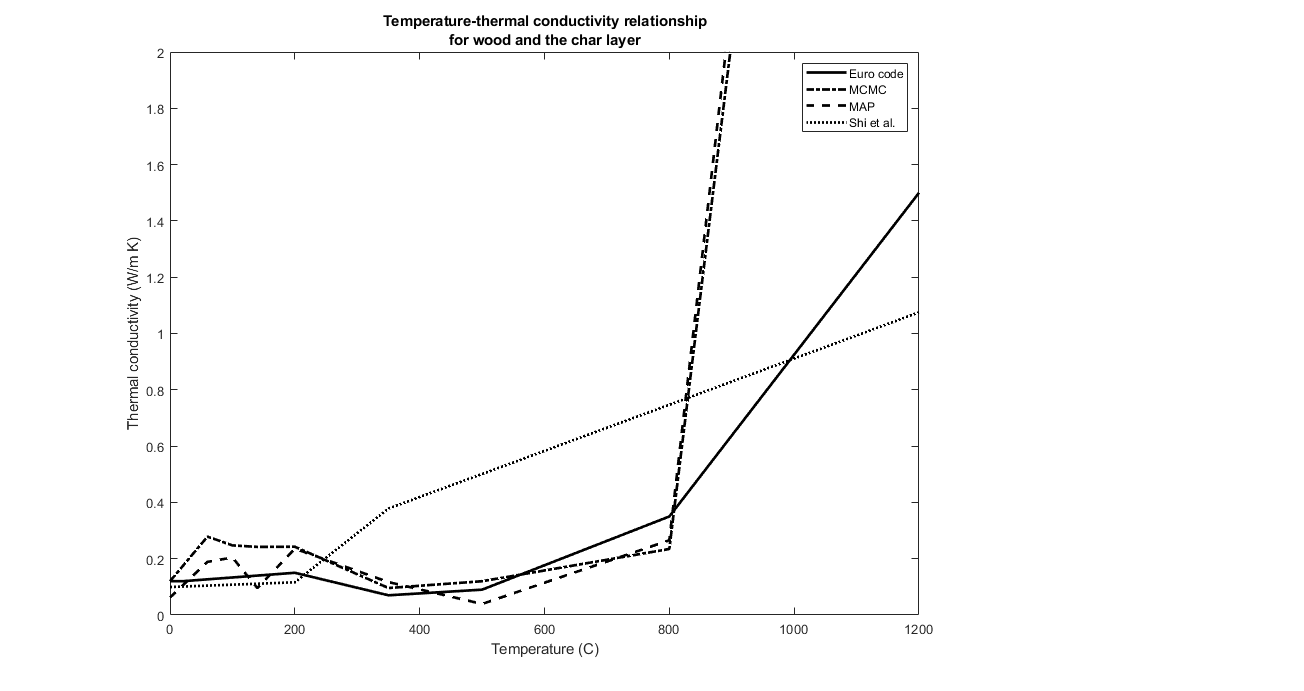 Temperature-thermal conductivity relationship
for wood and the char layer
2
1.8
1.6
1.4
1.2
1
0.8
0.6
0.4
0.2
0
Thermal conductivity (W/m K)
Euro code
MCMC
MAP
Shi et al.
0 200 400 600 800 1000 1200
Temperature (C)